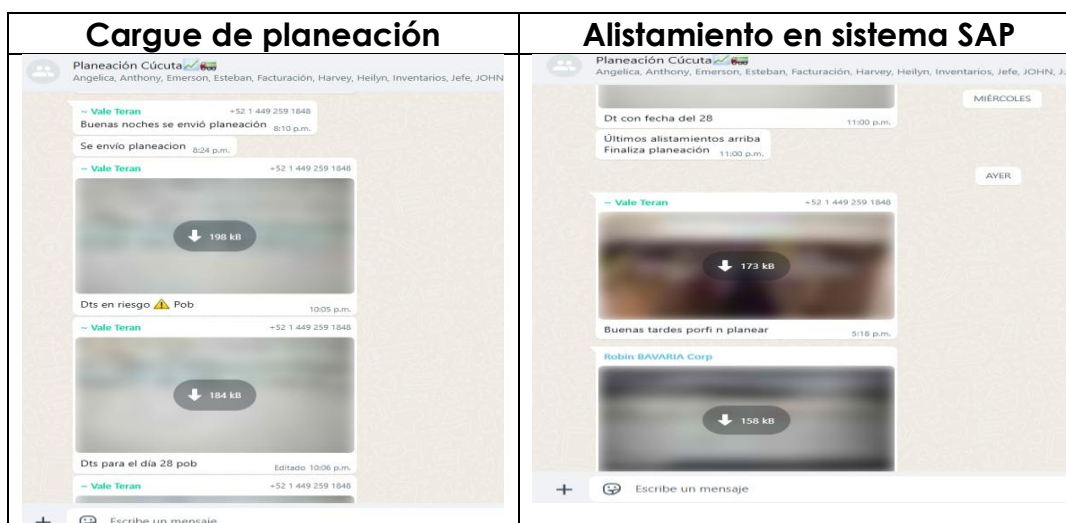 Cargue de planeación
Planeación Cúcuta📈🚛
Angelica, Anthony, Emerson, Esteban, Facturación, Harvey, Heilyn, Inventarios, Jefe, JOHN
~ Vale Teran +52 1 449 259 1848
Buenas noches se envió planeación 8:10 p.m.
Se envío planeacion 8:24 p.m.
~ Vale Teran +52 1 449 259 1848
198 kB
Dts en riesgo ⚠️ Pob 10:05 p.m.
~ Vale Teran +52 1 449 259 1848
184 kB
Dts para el día 28 pob Editado 10:06 p.m.
~ Vale Teran +52 1 449 259 1848
Escribe un mensaje
Alistamiento en sistema SAP
Planeación Cúcuta📈🚛
Angelica, Anthony, Emerson, Esteban, Facturación, Harvey, Heilyn, Inventarios, Jefe, JOHN, J
MIÉRCOLES
Dt con fecha del 28 11:00 p.m.
Últimos alistamientos arriba
Finaliza planeación 11:00 p.m.
AYER
~ Vale Teran +52 1 449 259 1848
173 kB
Buenas tardes porfi n planear 5:18 p.m.
Robin BAVARIA Corp
158 kB
Escribe un mensaje